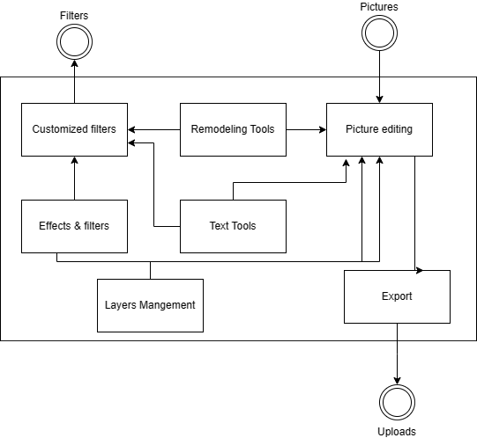 Filters
Pictures
Customized filters
Remodeling Tools
Picture editing
Effects & filters
Text Tools
Layers Mangement
Export
Uploads